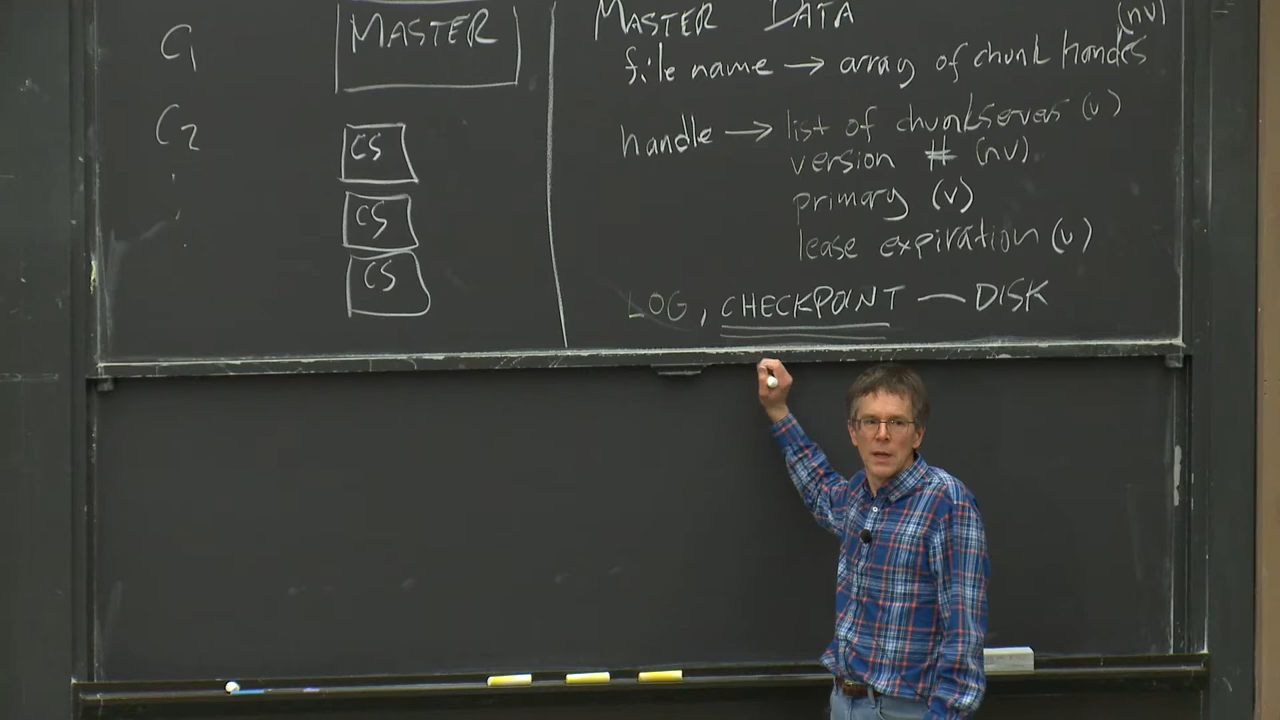 C1
C2
MASTER
CS
CS
CS
MASTER DATA
(nv)
file name → array of chunk handles
handle → list of chunkservers (v)
version # (nv)
primary (v)
lease expiration (v)
LOG, CHECKPOINT — DISK